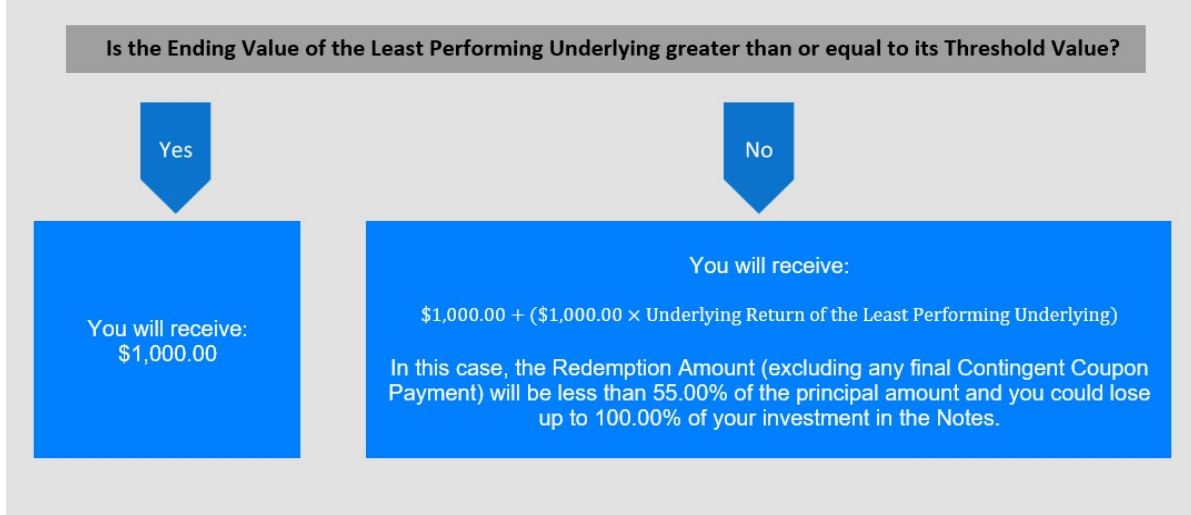 Is the Ending Value of the Least Performing Underlying greater than or equal to its Threshold Value?
Yes
No
You will receive:
$1,000.00
You will receive:
$1,000.00 + ($1,000.00 × Underlying Return of the Least Performing Underlying)
In this case, the Redemption Amount (excluding any final Contingent Coupon
Payment) will be less than 55.00% of the principal amount and you could lose
up to 100.00% of your investment in the Notes.